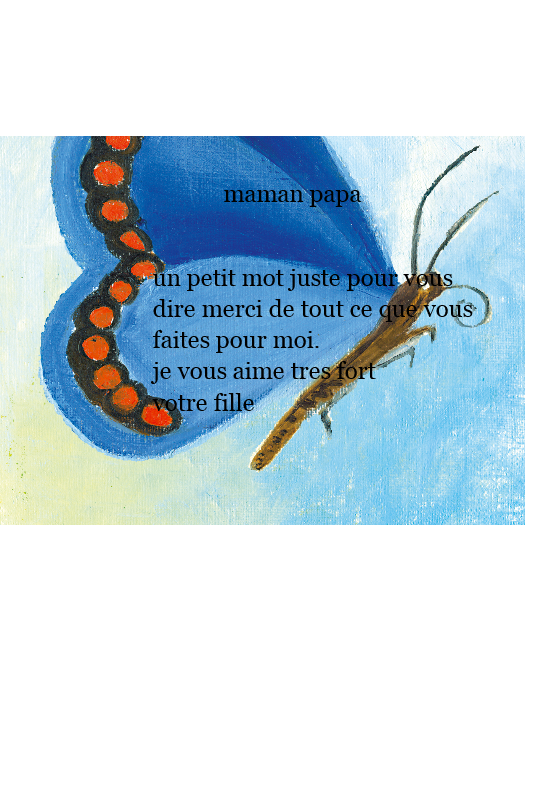 maman papa
un petit mot juste pour vous
dire merci de tout ce que vous
faites pour moi.
je vous aime tres fort
votre fille